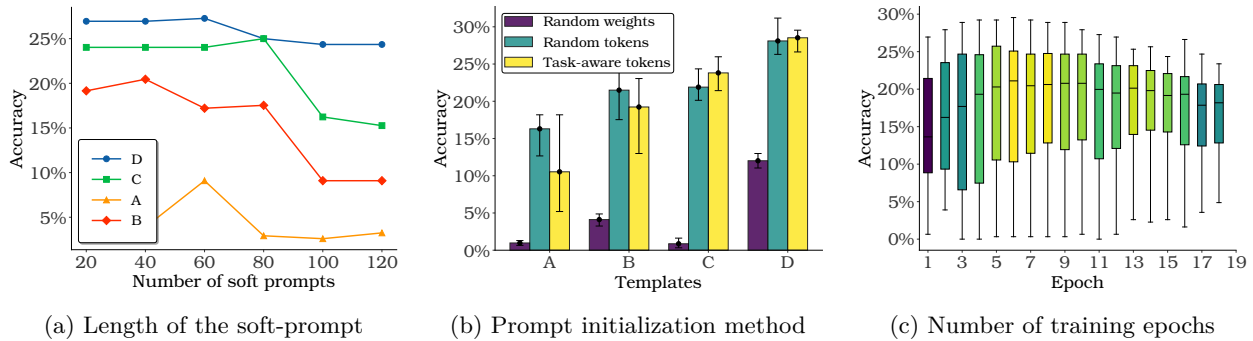 25%
20%
15%
10%
5%
Accuracy
D
C
A
B
20 40 60 80 100 120
Number of soft prompts
(a) Length of the soft-prompt
30%
25%
20%
15%
10%
5%
0%
Accuracy
Random weights
Random tokens
Task-aware tokens
A B C D
Templates
(b) Prompt initialization method
30%
25%
20%
15%
10%
5%
0%
Accuracy
1 3 5 7 9 11 13 15 17 19
Epoch
(c) Number of training epochs